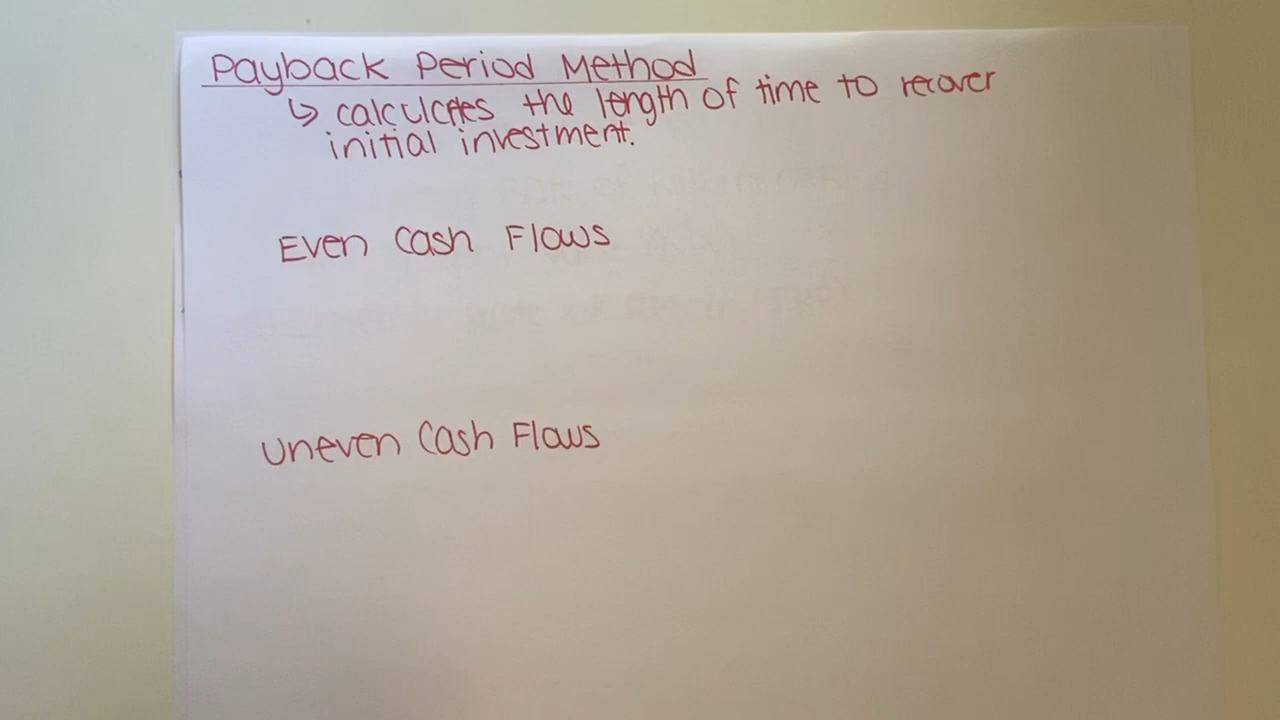 Payback Period Method
↳ calculates the length of time to recover
initial investment.
Even Cash Flows
Uneven Cash Flows